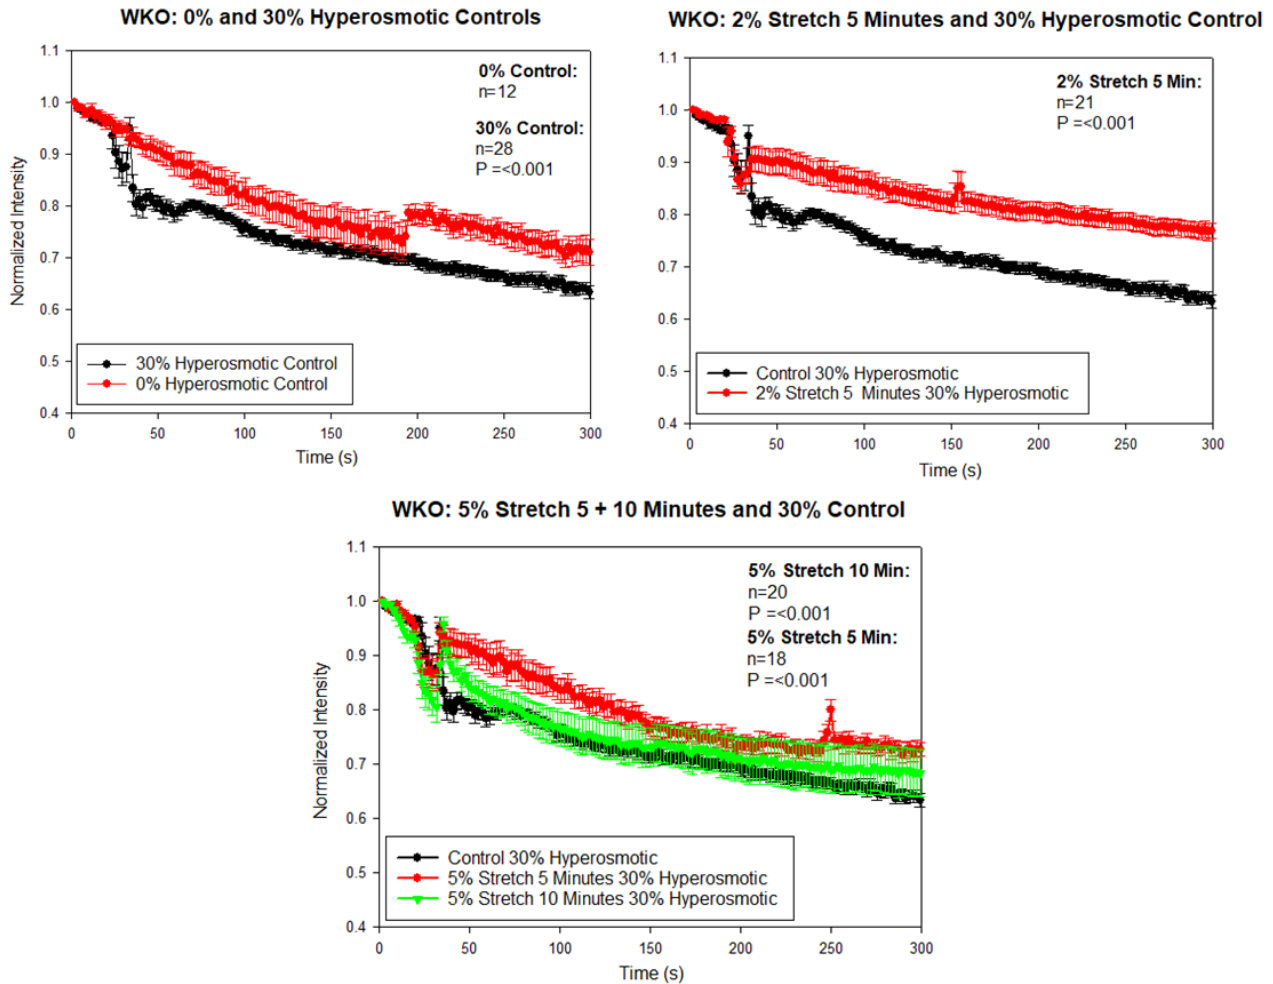 WKO: 0% and 30% Hyperosmotic Controls
1.1
1.0
0.9
0.8
0.7
0.6
0.5
0.4
Normalized Intensity
0% Control:
n=12
30% Control:
n=28
P =<0.001
30% Hyperosmotic Control
0% Hyperosmotic Control
0 50 100 150 200 250 300
Time (s)
WKO: 2% Stretch 5 Minutes and 30% Hyperosmotic Control
1.1
1.0
0.9
0.8
0.7
0.6
0.5
0.4
Normalized Intensity
2% Stretch 5 Min:
n=21
P =<0.001
Control 30% Hyperosmotic
2% Stretch 5 Minutes 30% Hyperosmotic
0 50 100 150 200 250 300
Time (s)
WKO: 5% Stretch 5 + 10 Minutes and 30% Control
1.1
1.0
0.9
0.8
0.7
0.6
0.5
0.4
Normalized Intensity
5% Stretch 10 Min:
n=20
P =<0.001
5% Stretch 5 Min:
n=18
P =<0.001
Control 30% Hyperosmotic
5% Stretch 5 Minutes 30% Hyperosmotic
5% Stretch 10 Minutes 30% Hyperosmotic
0 50 100 150 200 250 300
Time (s)